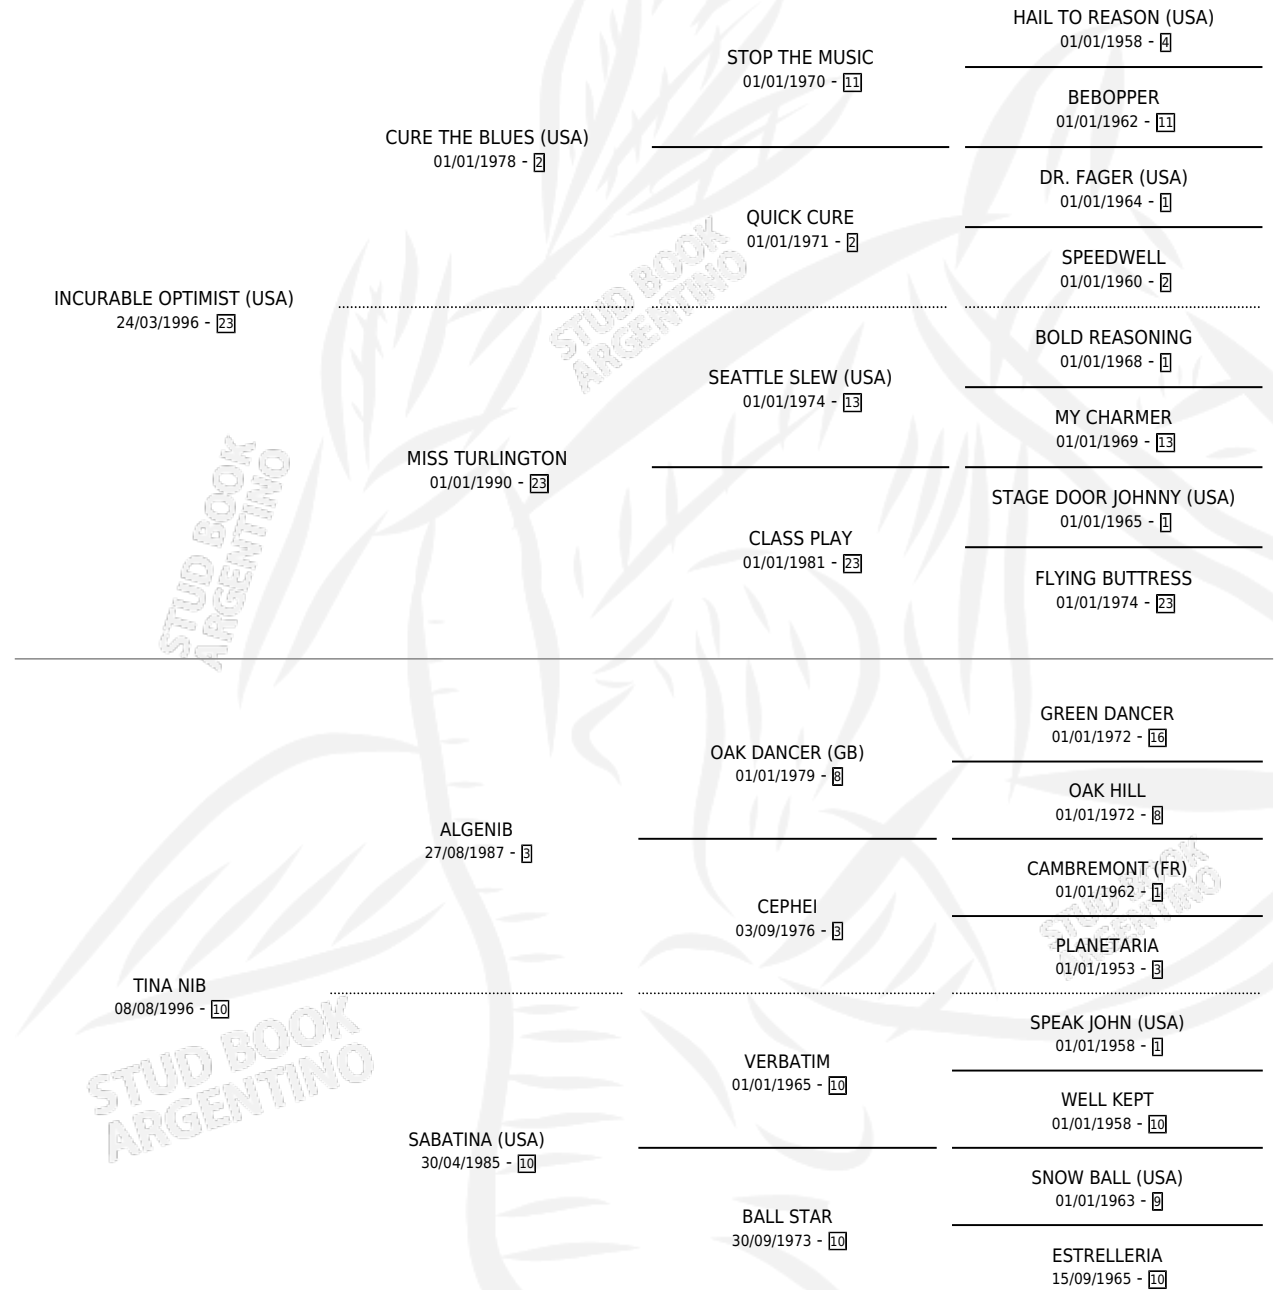 HAIL TO REASON (USA)
01/01/1958 - 4
STOP THE MUSIC
01/01/1970 - 11
BEBOPPER
01/01/1962 - 11
CURE THE BLUES (USA)
01/01/1978 - 2
DR. FAGER (USA)
01/01/1964 - 1
QUICK CURE
01/01/1971 - 2
SPEEDWELL
01/01/1960 - 2
INCURABLE OPTIMIST (USA)
24/03/1996 - 23
BOLD REASONING
01/01/1968 - 1
SEATTLE SLEW (USA)
01/01/1974 - 13
MY CHARMER
01/01/1969 - 13
MISS TURLINGTON
01/01/1990 - 23
STAGE DOOR JOHNNY (USA)
01/01/1965 - 1
CLASS PLAY
01/01/1981 - 23
FLYING BUTTRESS
01/01/1974 - 23
GREEN DANCER
01/01/1972 - 16
OAK DANCER (GB)
01/01/1979 - 8
OAK HILL
01/01/1972 - 8
ALGENIB
27/08/1987 - 3
CAMBREMONT (FR)
01/01/1962 - 1
CEPHEI
03/09/1976 - 3
PLANETARIA
01/01/1953 - 3
TINA NIB
08/08/1996 - 10
SPEAK JOHN (USA)
01/01/1958 - 1
VERBATIM
01/01/1965 - 10
WELL KEPT
01/01/1958 - 10
SABATINA (USA)
30/04/1985 - 10
SNOW BALL (USA)
01/01/1963 - 9
BALL STAR
30/09/1973 - 10
ESTRELLERIA
15/09/1965 - 10
STUD BOOK
ARGENTINO
STUD BOOK
ARGENTINO
STUD BOOK
ARGENTINO
STUD BOOK
ARGENTINO